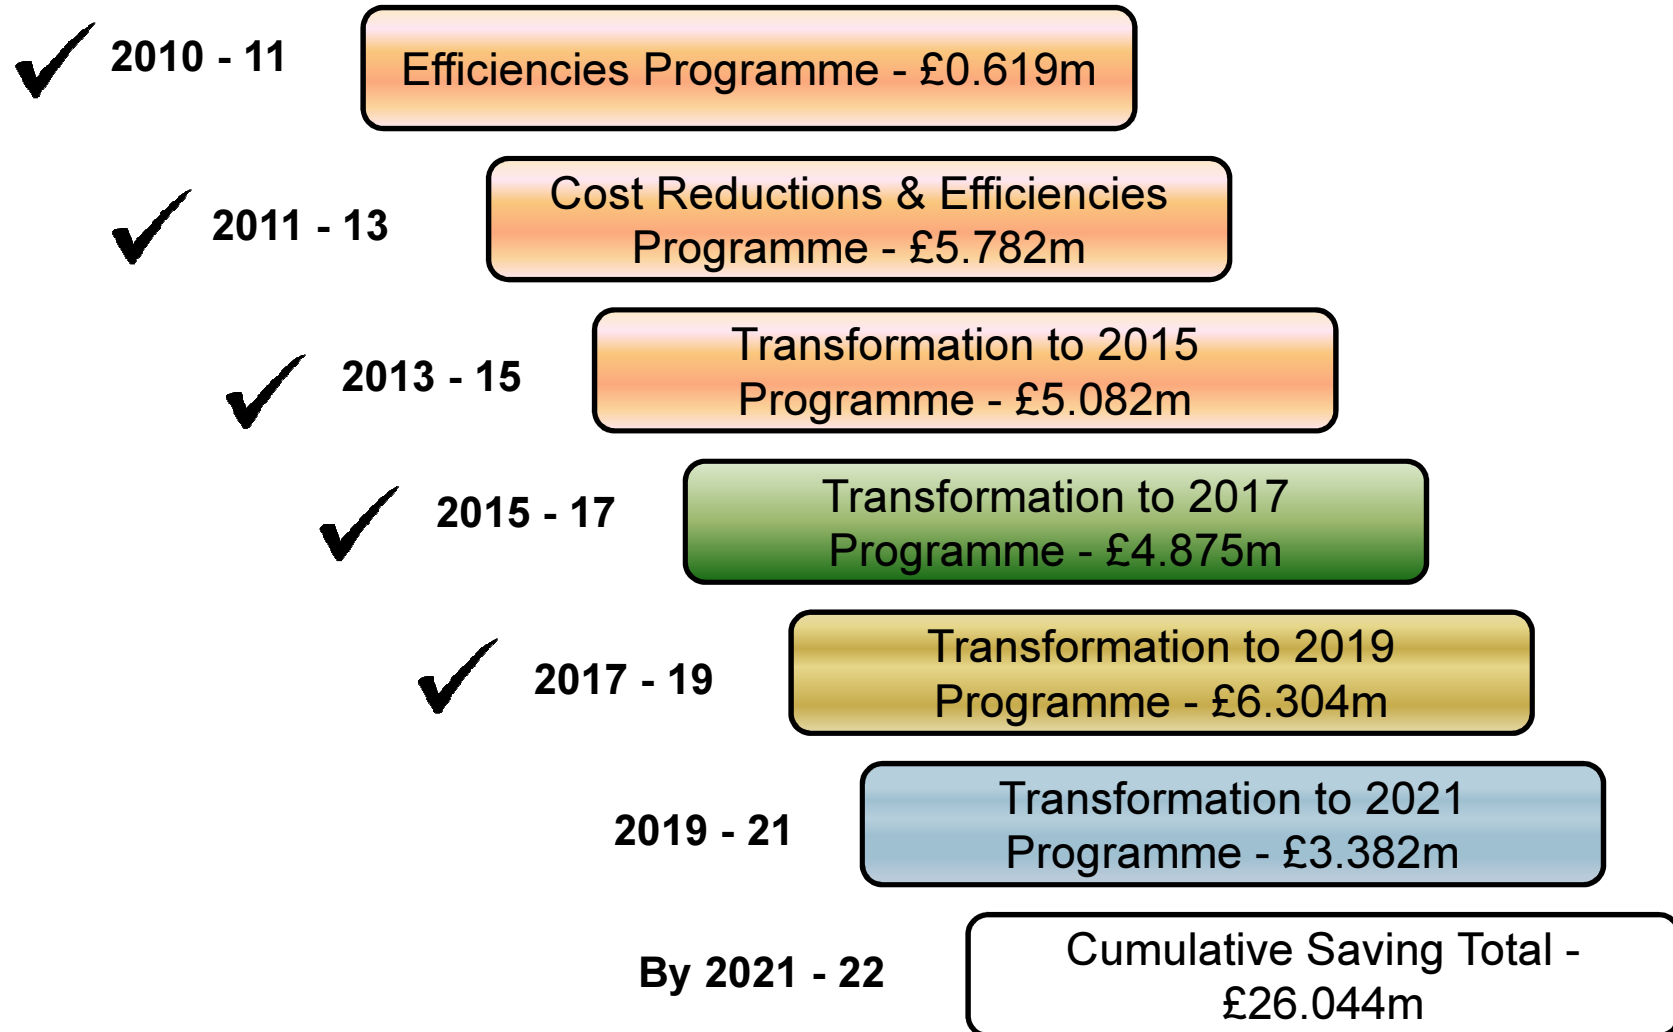 2010 - 11
Efficiencies Programme - £0.619m
2011 - 13
Cost Reductions & Efficiencies
Programme - £5.782m
2013 - 15
Transformation to 2015
Programme - £5.082m
2015 - 17
Transformation to 2017
Programme - £4.875m
2017 - 19
Transformation to 2019
Programme - £6.304m
2019 - 21
Transformation to 2021
Programme - £3.382m
By 2021 - 22
Cumulative Saving Total -
£26.044m